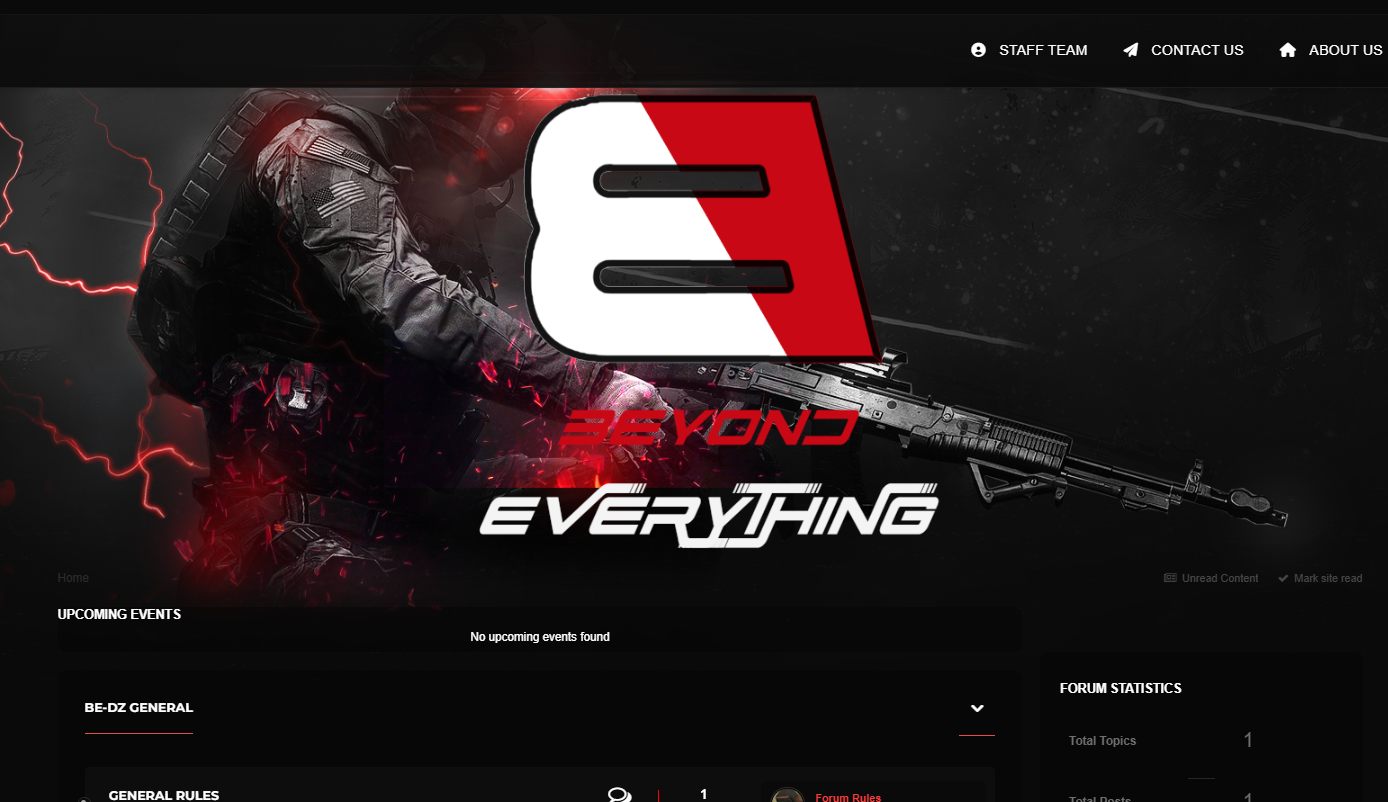 STAFF TEAM CONTACT US ABOUT US
BEYOND
EVERYTHING
Home Unread Content Mark site read
UPCOMING EVENTS
No upcoming events found
FORUM STATISTICS
BE-DZ GENERAL
Total Topics 1
GENERAL RULES 1 Forum Rules
Total Posts 1